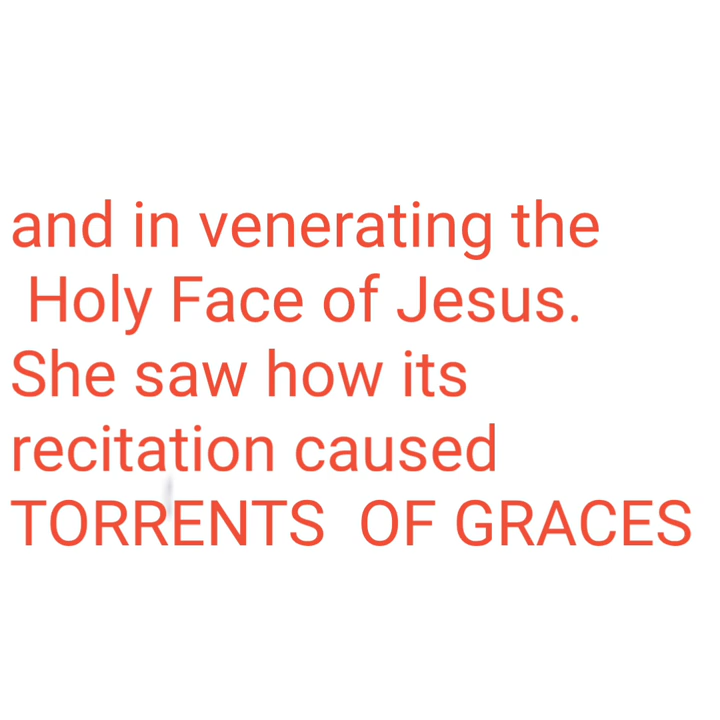 and in venerating the
Holy Face of Jesus.
She saw how its
recitation caused
TORRENTS OF GRACES